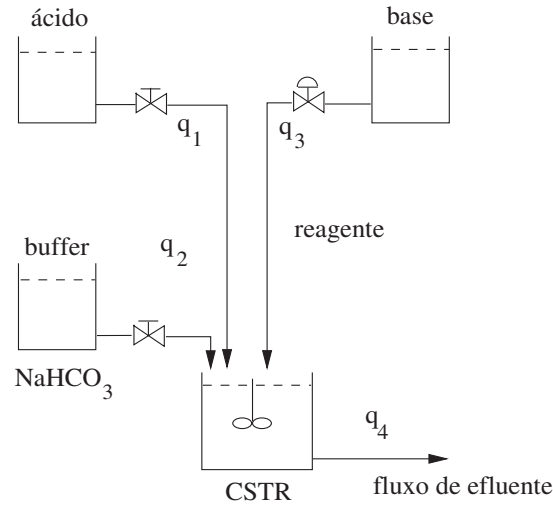 ácido
base
q1
q3
buffer
q2
reagente
NaHCO3
q4
CSTR
fluxo de efluente